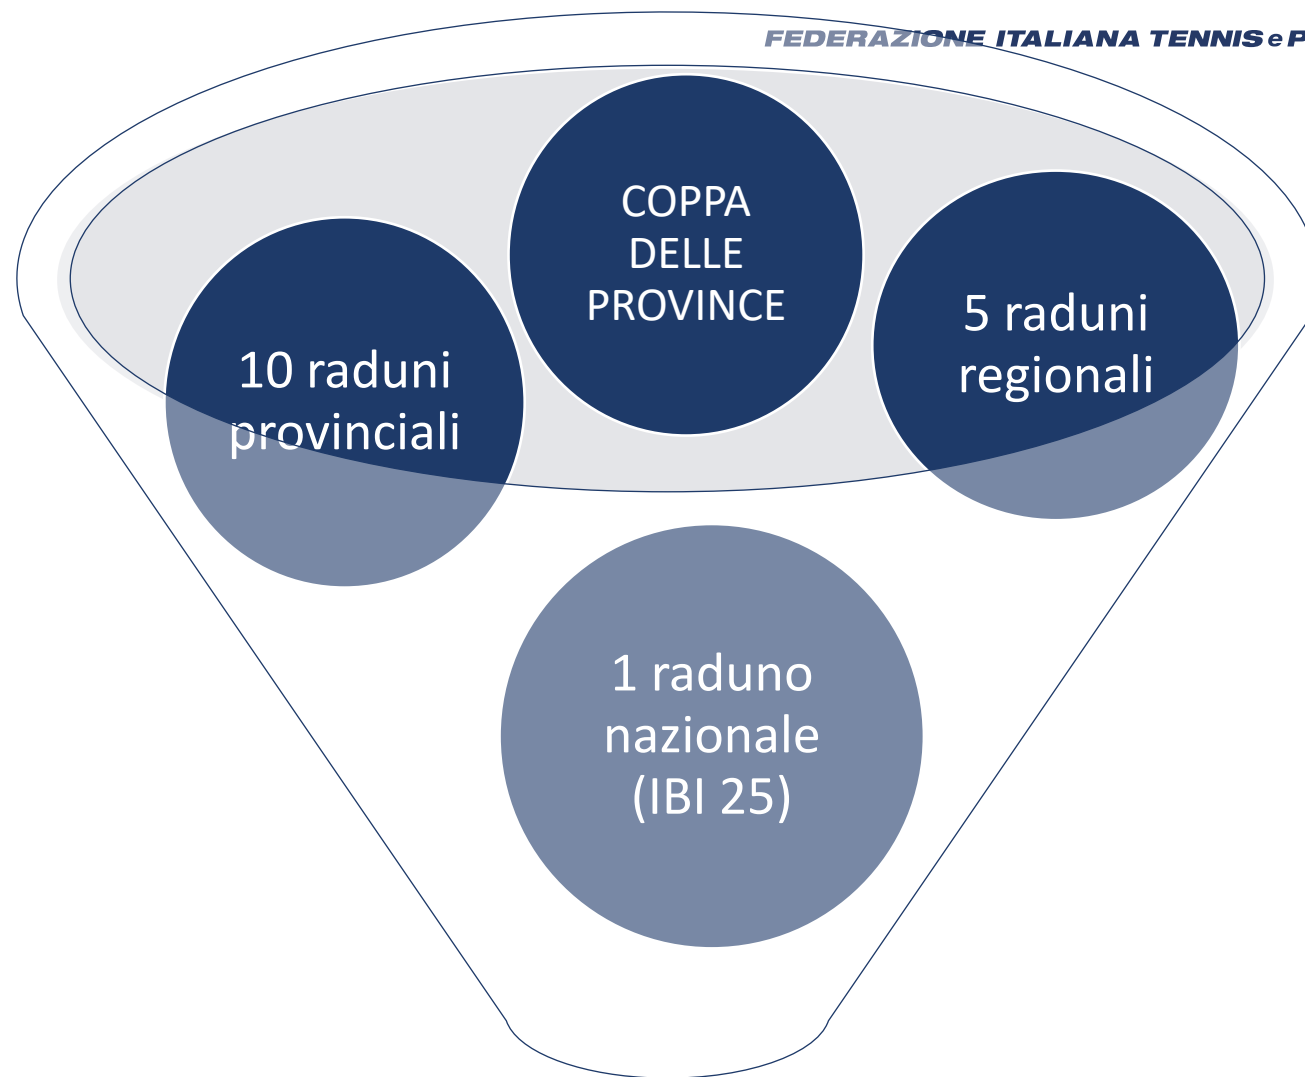 FEDERAZIONE ITALIANA TENNIS e P
COPPA
DELLE
PROVINCE
10 raduni
provinciali
5 raduni
regionali
1 raduno
nazionale
(IBI 25)